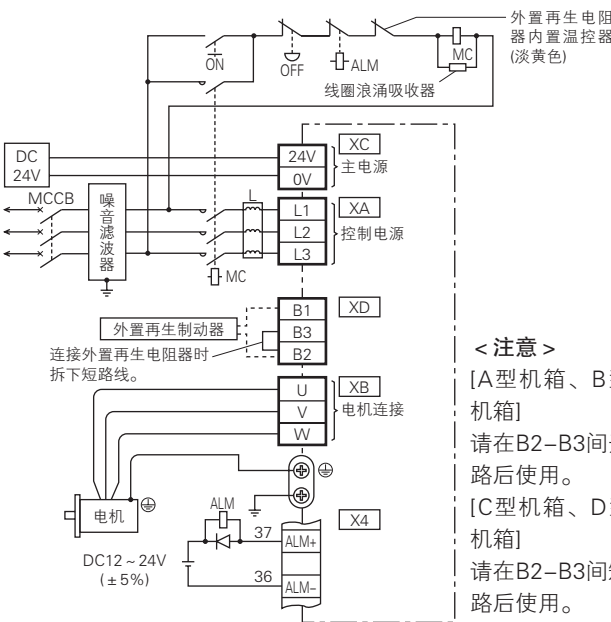 外置再生电阻
器内置温控器
(淡黄色)
ON
OFF
ALM
MC
线圈浪涌吸收器
DC
24V
24V
0V
XC
主电源
MCCB
噪音滤波器
L
L1
L2
L3
XA
控制电源
MC
B1
B3
B2
XD
外置再生制动器
连接外置再生电阻器时
拆下短路线。
U
V
W
XB
电机连接
电机
ALM
DC12~24V
(±5%)
37
36
ALM+
ALM–
X4
<注意>
[A型机箱、B
机箱]
请在B2–B3间
路后使用。
[C型机箱、D
机箱]
请在B2–B3间
路后使用。